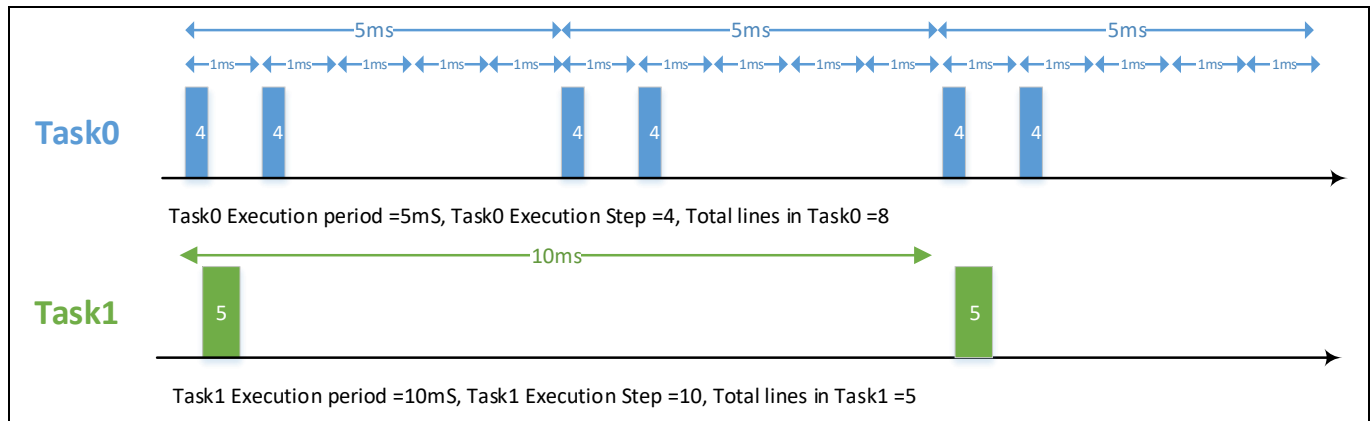 5ms 5ms 5ms
1ms 1ms 1ms 1ms 1ms 1ms 1ms 1ms 1ms 1ms 1ms 1ms 1ms 1ms 1ms
Task0 4 4 4 4 4 4
Task0 Execution period =5mS, Task0 Execution Step =4, Total lines in Task0 =8
10ms
Task1 5 5
Task1 Execution period =10mS, Task1 Execution Step =10, Total lines in Task1 =5